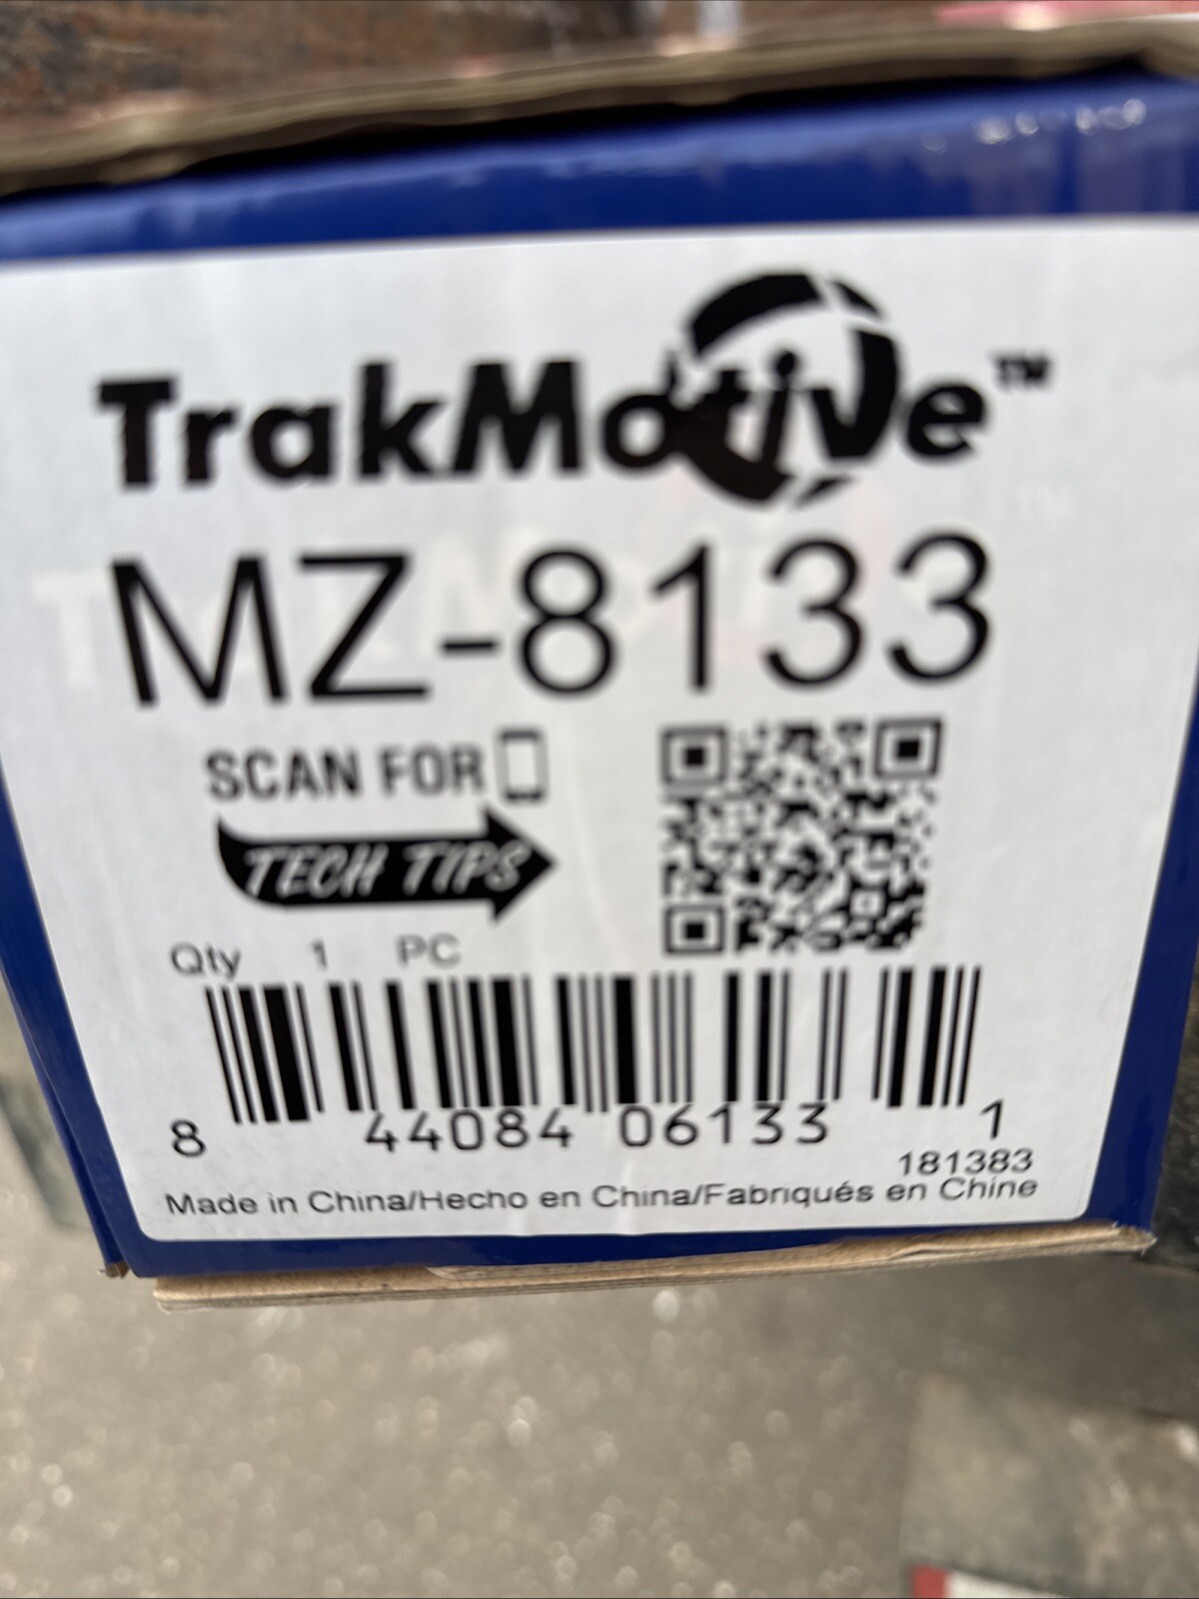 TrakMotive™
MZ-8133
SCAN FOR
TECH TIPS
Qty 1 PC
8 44084 06133 1
181383
Made in China/Hecho en China/Fabriqués en Chine